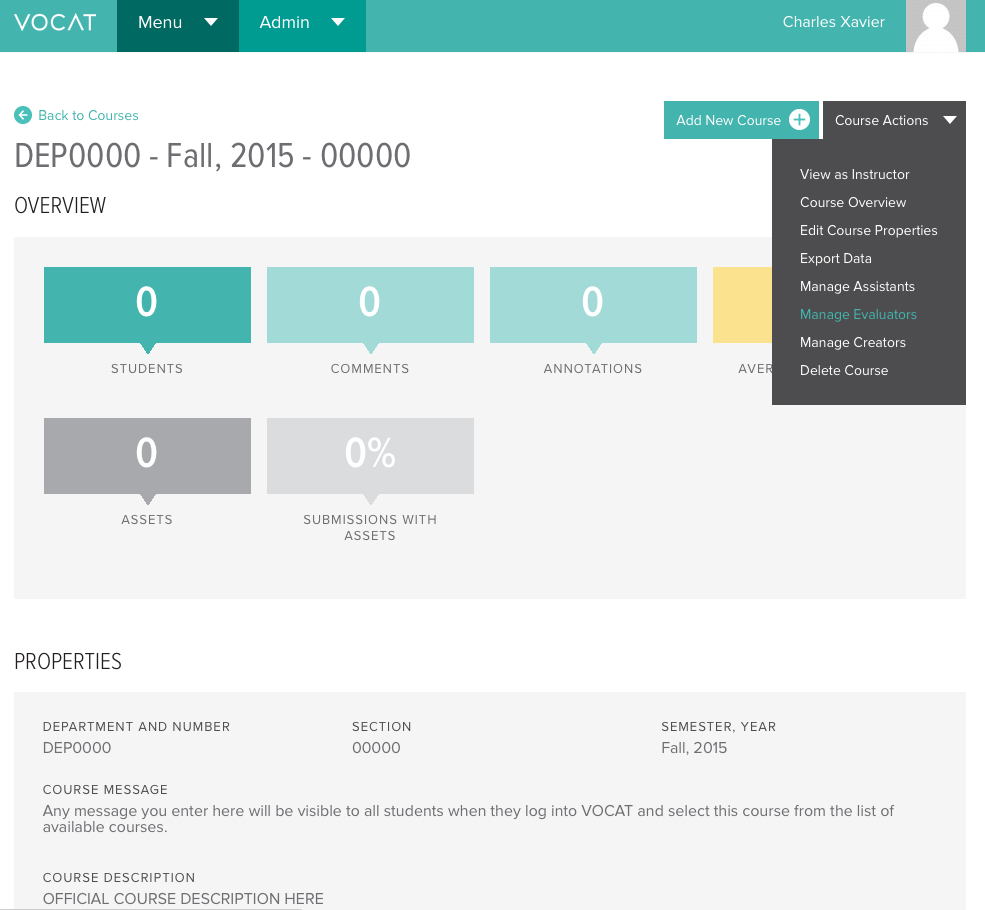 VOCAT
Menu
Admin
Charles Xavier
Back to Courses
Add New Course
Course Actions
DEP0000 - Fall, 2015 - 00000
View as Instructor
Course Overview
Edit Course Properties
Export Data
Manage Assistants
Manage Evaluators
Manage Creators
Delete Course
OVERVIEW
0
STUDENTS
0
COMMENTS
0
ANNOTATIONS
0
ASSETS
0%
SUBMISSIONS WITH
ASSETS
PROPERTIES
DEPARTMENT AND NUMBER
DEP0000
SECTION
00000
SEMESTER, YEAR
Fall, 2015
COURSE MESSAGE
Any message you enter here will be visible to all students when they log into VOCAT and select this course from the list of
available courses.
COURSE DESCRIPTION
OFFICIAL COURSE DESCRIPTION HERE